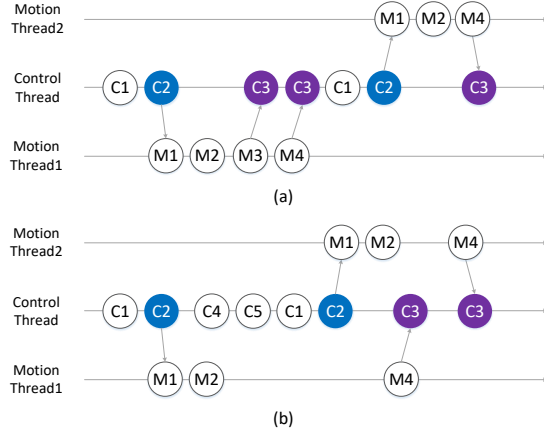 Motion
Thread2
M1 M2 M4
Control
Thread
C1 C2 C3 C3 C1 C2 C3
Motion
Thread1
M1 M2 M3 M4
(a)
Motion
Thread2
M1 M2 M4
Control
Thread
C1 C2 C4 C5 C1 C2 C3 C3
Motion
Thread1
M1 M2 M4
(b)